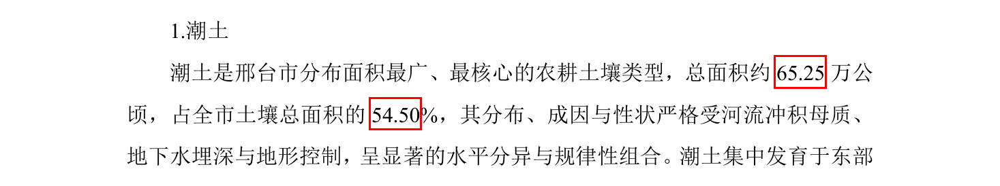 1.潮土
潮土是邢台市分布面积最广、最核心的农耕土壤类型，总面积约 65.25 万公
顷，占全市土壤总面积的 54.50%，其分布、成因与性状严格受河流冲积母质、
地下水埋深与地形控制，呈显著的水平分异与规律性组合。潮土集中发育于东部